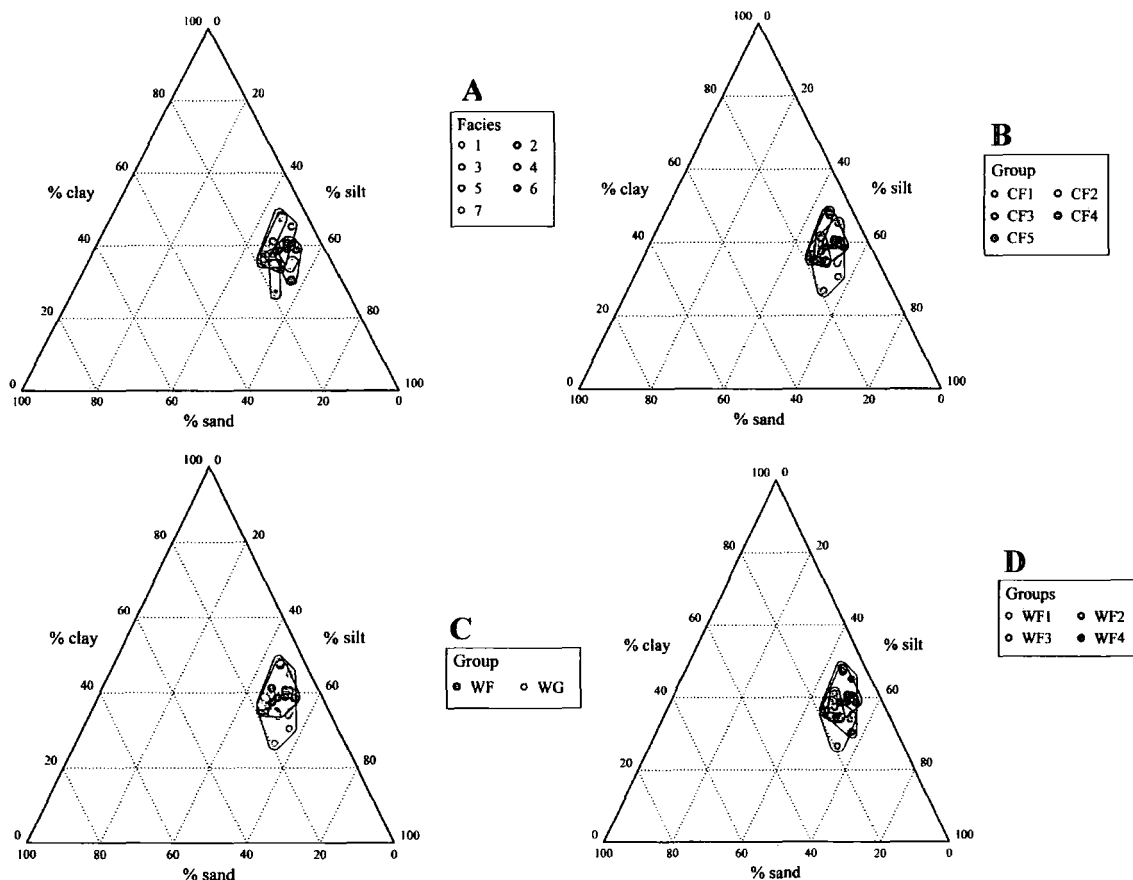 100 0
80 20
60 40
% clay % silt
40 60
20 80
0 100
100 80 60 40 20 0
% sand
A
Facies
1 2
3 4
5 6
7
100 0
80 20
60 40
% clay % silt
40 60
20 80
0 100
100 80 60 40 20 0
% sand
B
Group
CF1 CF2
CF3 CF4
CF5
100 0
80 20
60 40
% clay % silt
40 60
20 80
0 100
100 80 60 40 20 0
% sand
C
Group
WF WG
100 0
80 20
60 40
% clay % silt
40 60
20 80
0 100
100 80 60 40 20 0
% sand
D
Groups
WF1 WF2
WF3 WF4